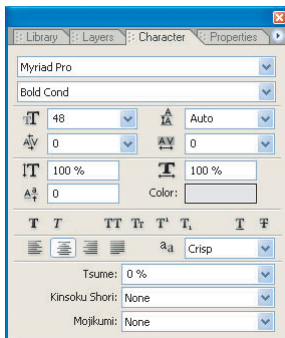 Library Layers Character Properties
Myriad Pro
Bold Cond
48 Auto
0 0
100 % 100 %
0 Color:
T T TT Tr T¹ T₁ T T
aa Crisp
Tsume: 0 %
Kinsoku Shori: None
Mojikumi: None